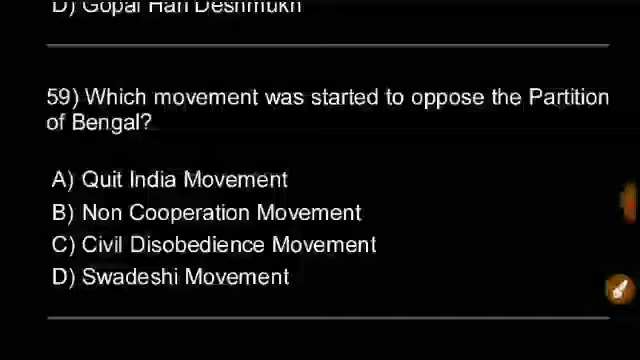 D) Gopal Hari Deshmukh
59) Which movement was started to oppose the Partition
of Bengal?
A) Quit India Movement
B) Non Cooperation Movement
C) Civil Disobedience Movement
D) Swadeshi Movement